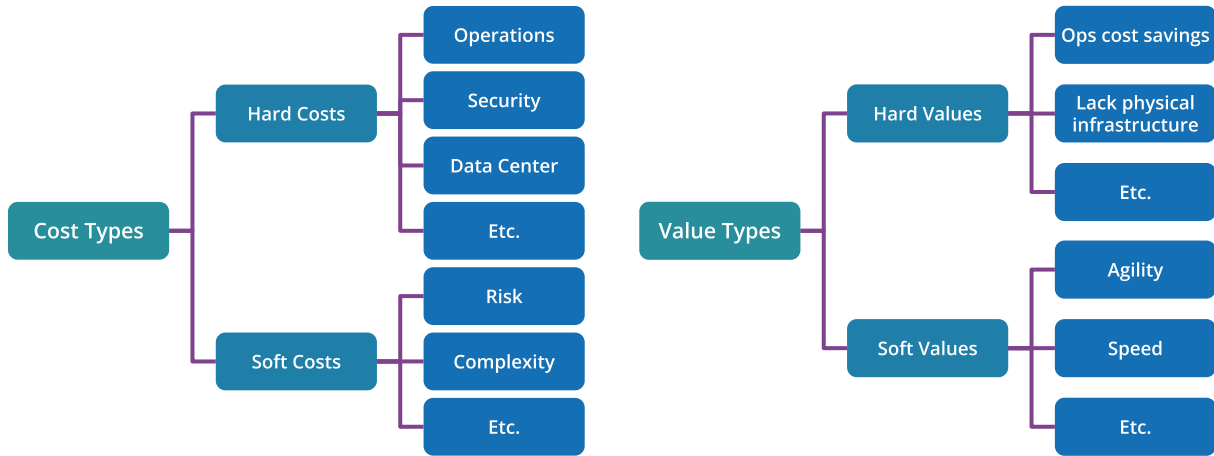 Cost Types
Hard Costs
Operations
Security
Data Center
Etc.
Soft Costs
Risk
Complexity
Etc.
Value Types
Hard Values
Ops cost savings
Lack physical
infrastructure
Etc.
Soft Values
Agility
Speed
Etc.